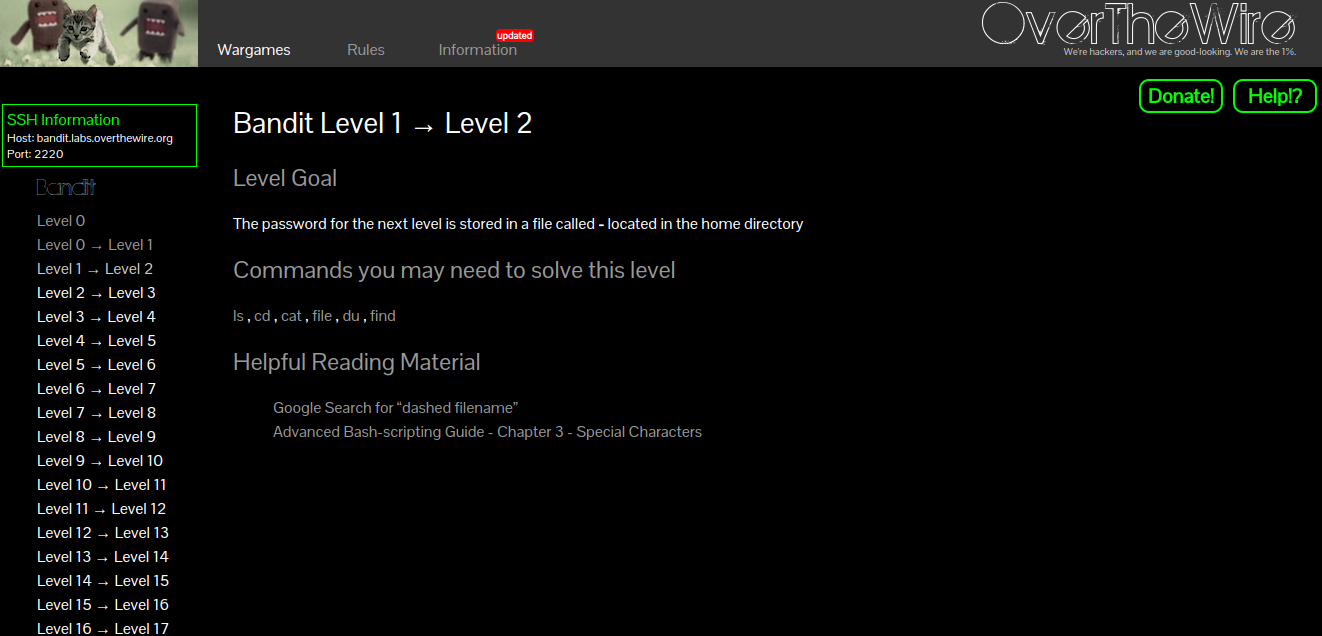 updated
Wargames Rules Information
OverTheWire
We're hackers, and we are good-looking. We are the 1%.
Donate! Help!?
SSH Information
Host: bandit.labs.overthewire.org
Port: 2220
Bandit
Level 0
Level 0 → Level 1
Level 1 → Level 2
Level 2 → Level 3
Level 3 → Level 4
Level 4 → Level 5
Level 5 → Level 6
Level 6 → Level 7
Level 7 → Level 8
Level 8 → Level 9
Level 9 → Level 10
Level 10 → Level 11
Level 11 → Level 12
Level 12 → Level 13
Level 13 → Level 14
Level 14 → Level 15
Level 15 → Level 16
Level 16 → Level 17
Bandit Level 1 → Level 2
Level Goal
The password for the next level is stored in a file called - located in the home directory
Commands you may need to solve this level
ls , cd , cat , file , du , find
Helpful Reading Material
Google Search for “dashed filename”
Advanced Bash-scripting Guide - Chapter 3 - Special Characters